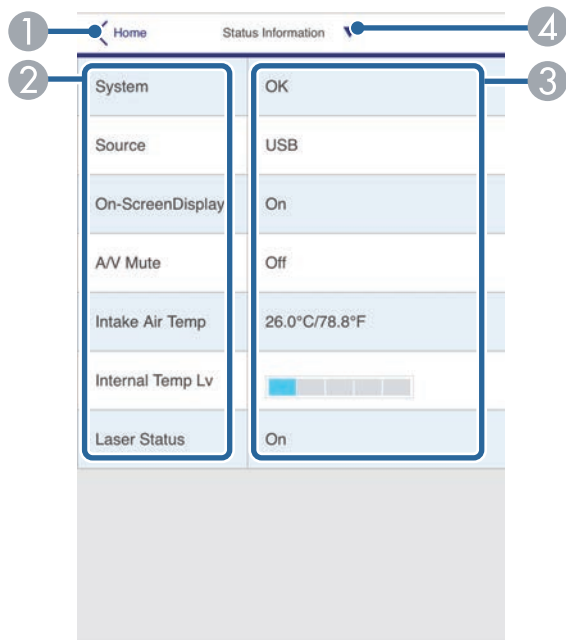 1 Home Status Information 4
2 3
System OK
Source USB
On-ScreenDisplay On
A/V Mute Off
Intake Air Temp 26.0°C/78.8°F
Internal Temp Lv
Laser Status On